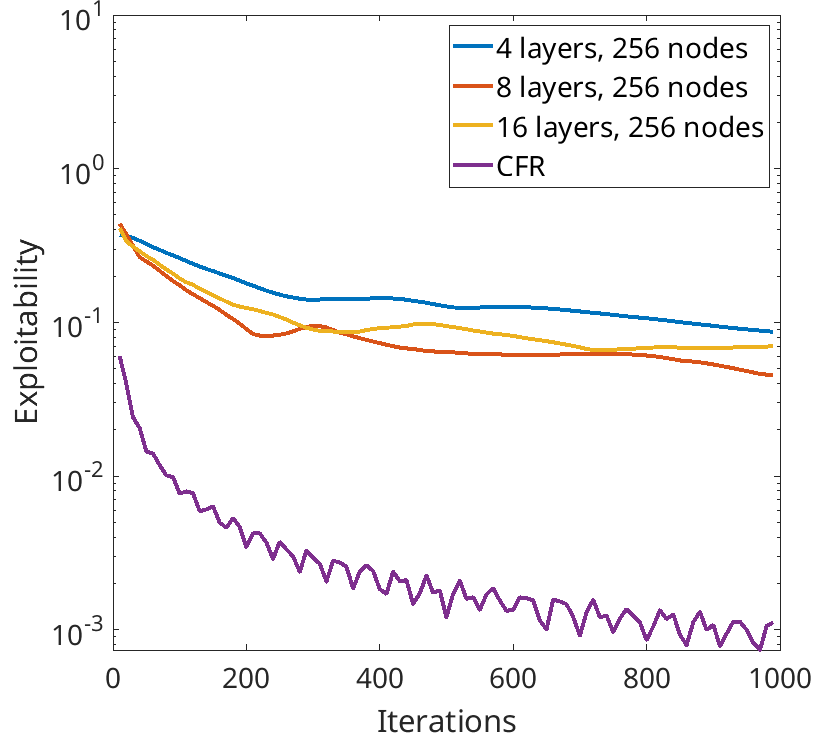 10^1
10^0
10^-1
10^-2
10^-3
Exploitability
4 layers, 256 nodes
8 layers, 256 nodes
16 layers, 256 nodes
CFR
0 200 400 600 800 1000
Iterations